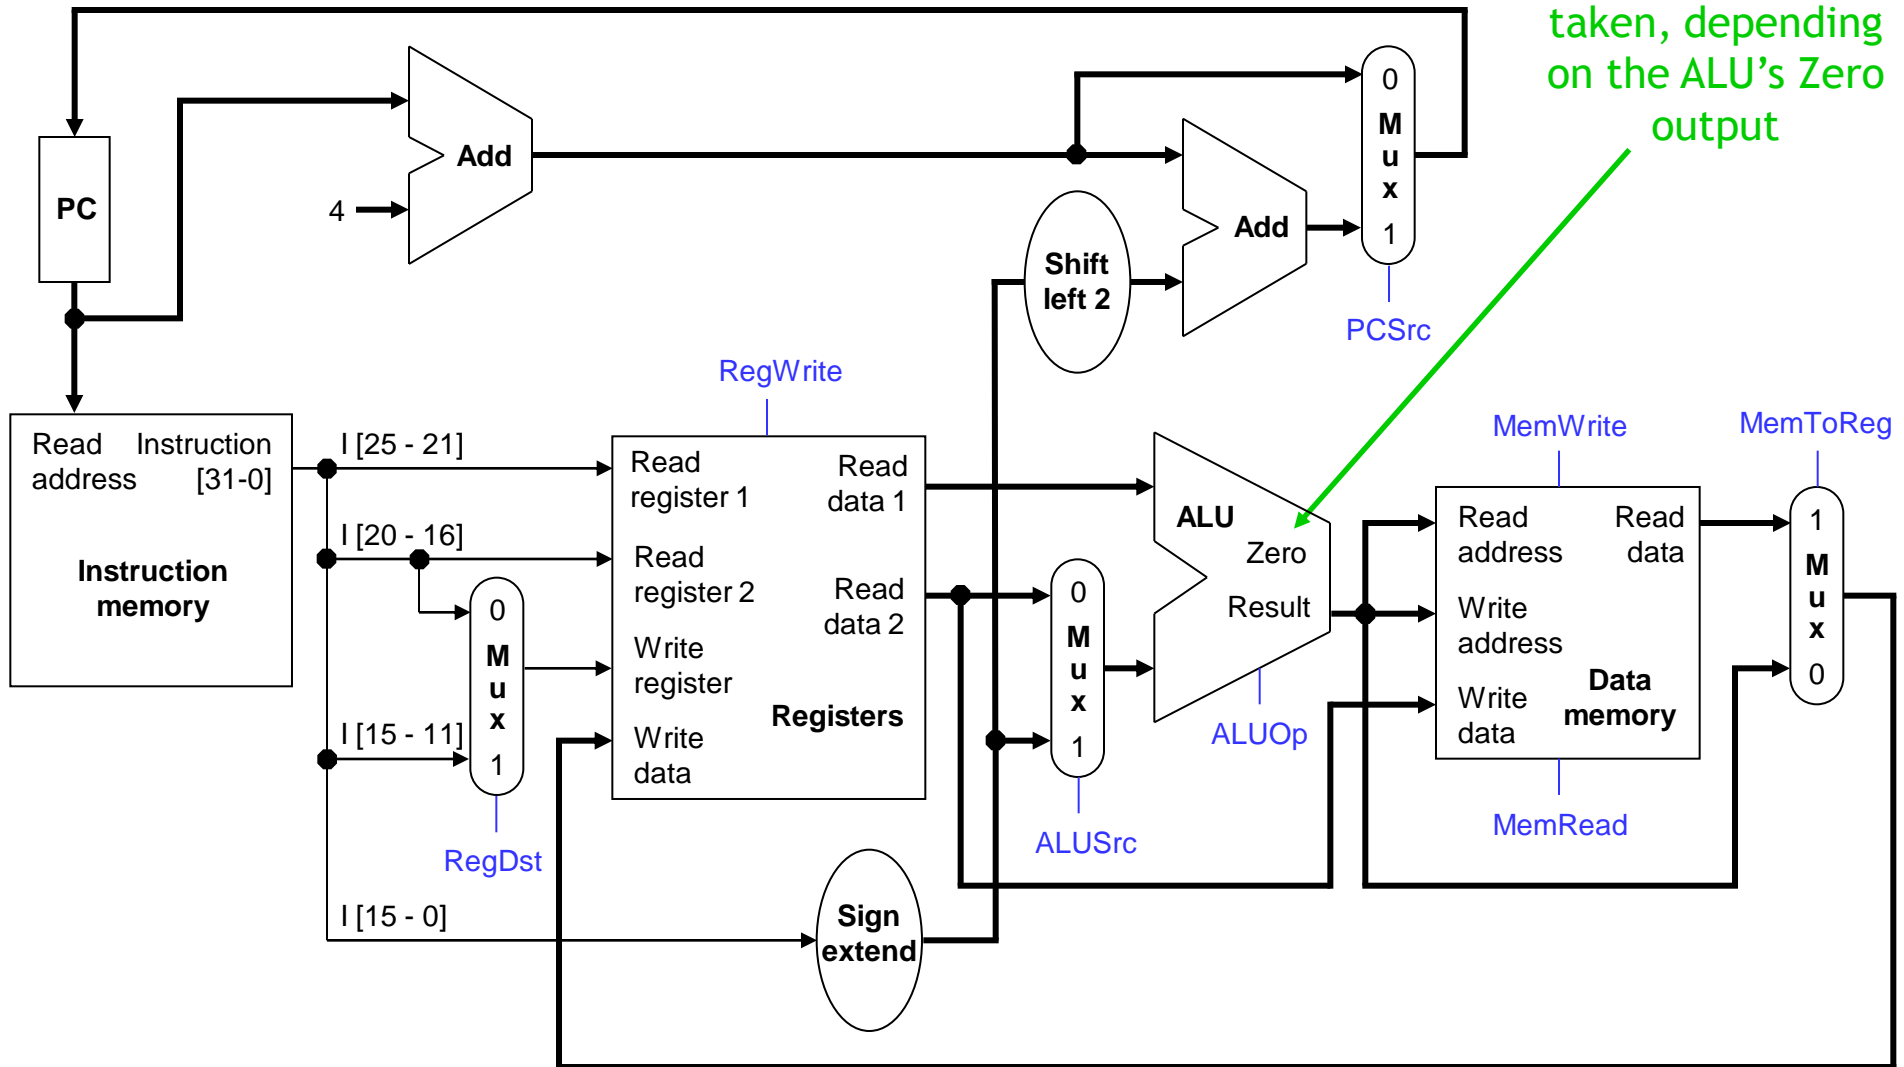 taken, depending
on the ALU’s Zero
output
0
M
u
x
1
Add
PC
4
Add
Shift
left 2
PCSrc
RegWrite
MemWrite
MemToReg
Read Instruction
address [31-0]
Instruction
memory
I [25 - 21]
I [20 - 16]
I [15 - 11]
I [15 - 0]
0
M
u
x
1
RegDst
Read
register 1
Read
data 1
Read
register 2
Read
data 2
Write
register
Registers
Write
data
Sign
extend
0
M
u
x
1
ALUSrc
ALU
Zero
Result
ALUOp
Read
address
Read
data
Write
address
Write
data
Data
memory
MemRead
1
M
u
x
0